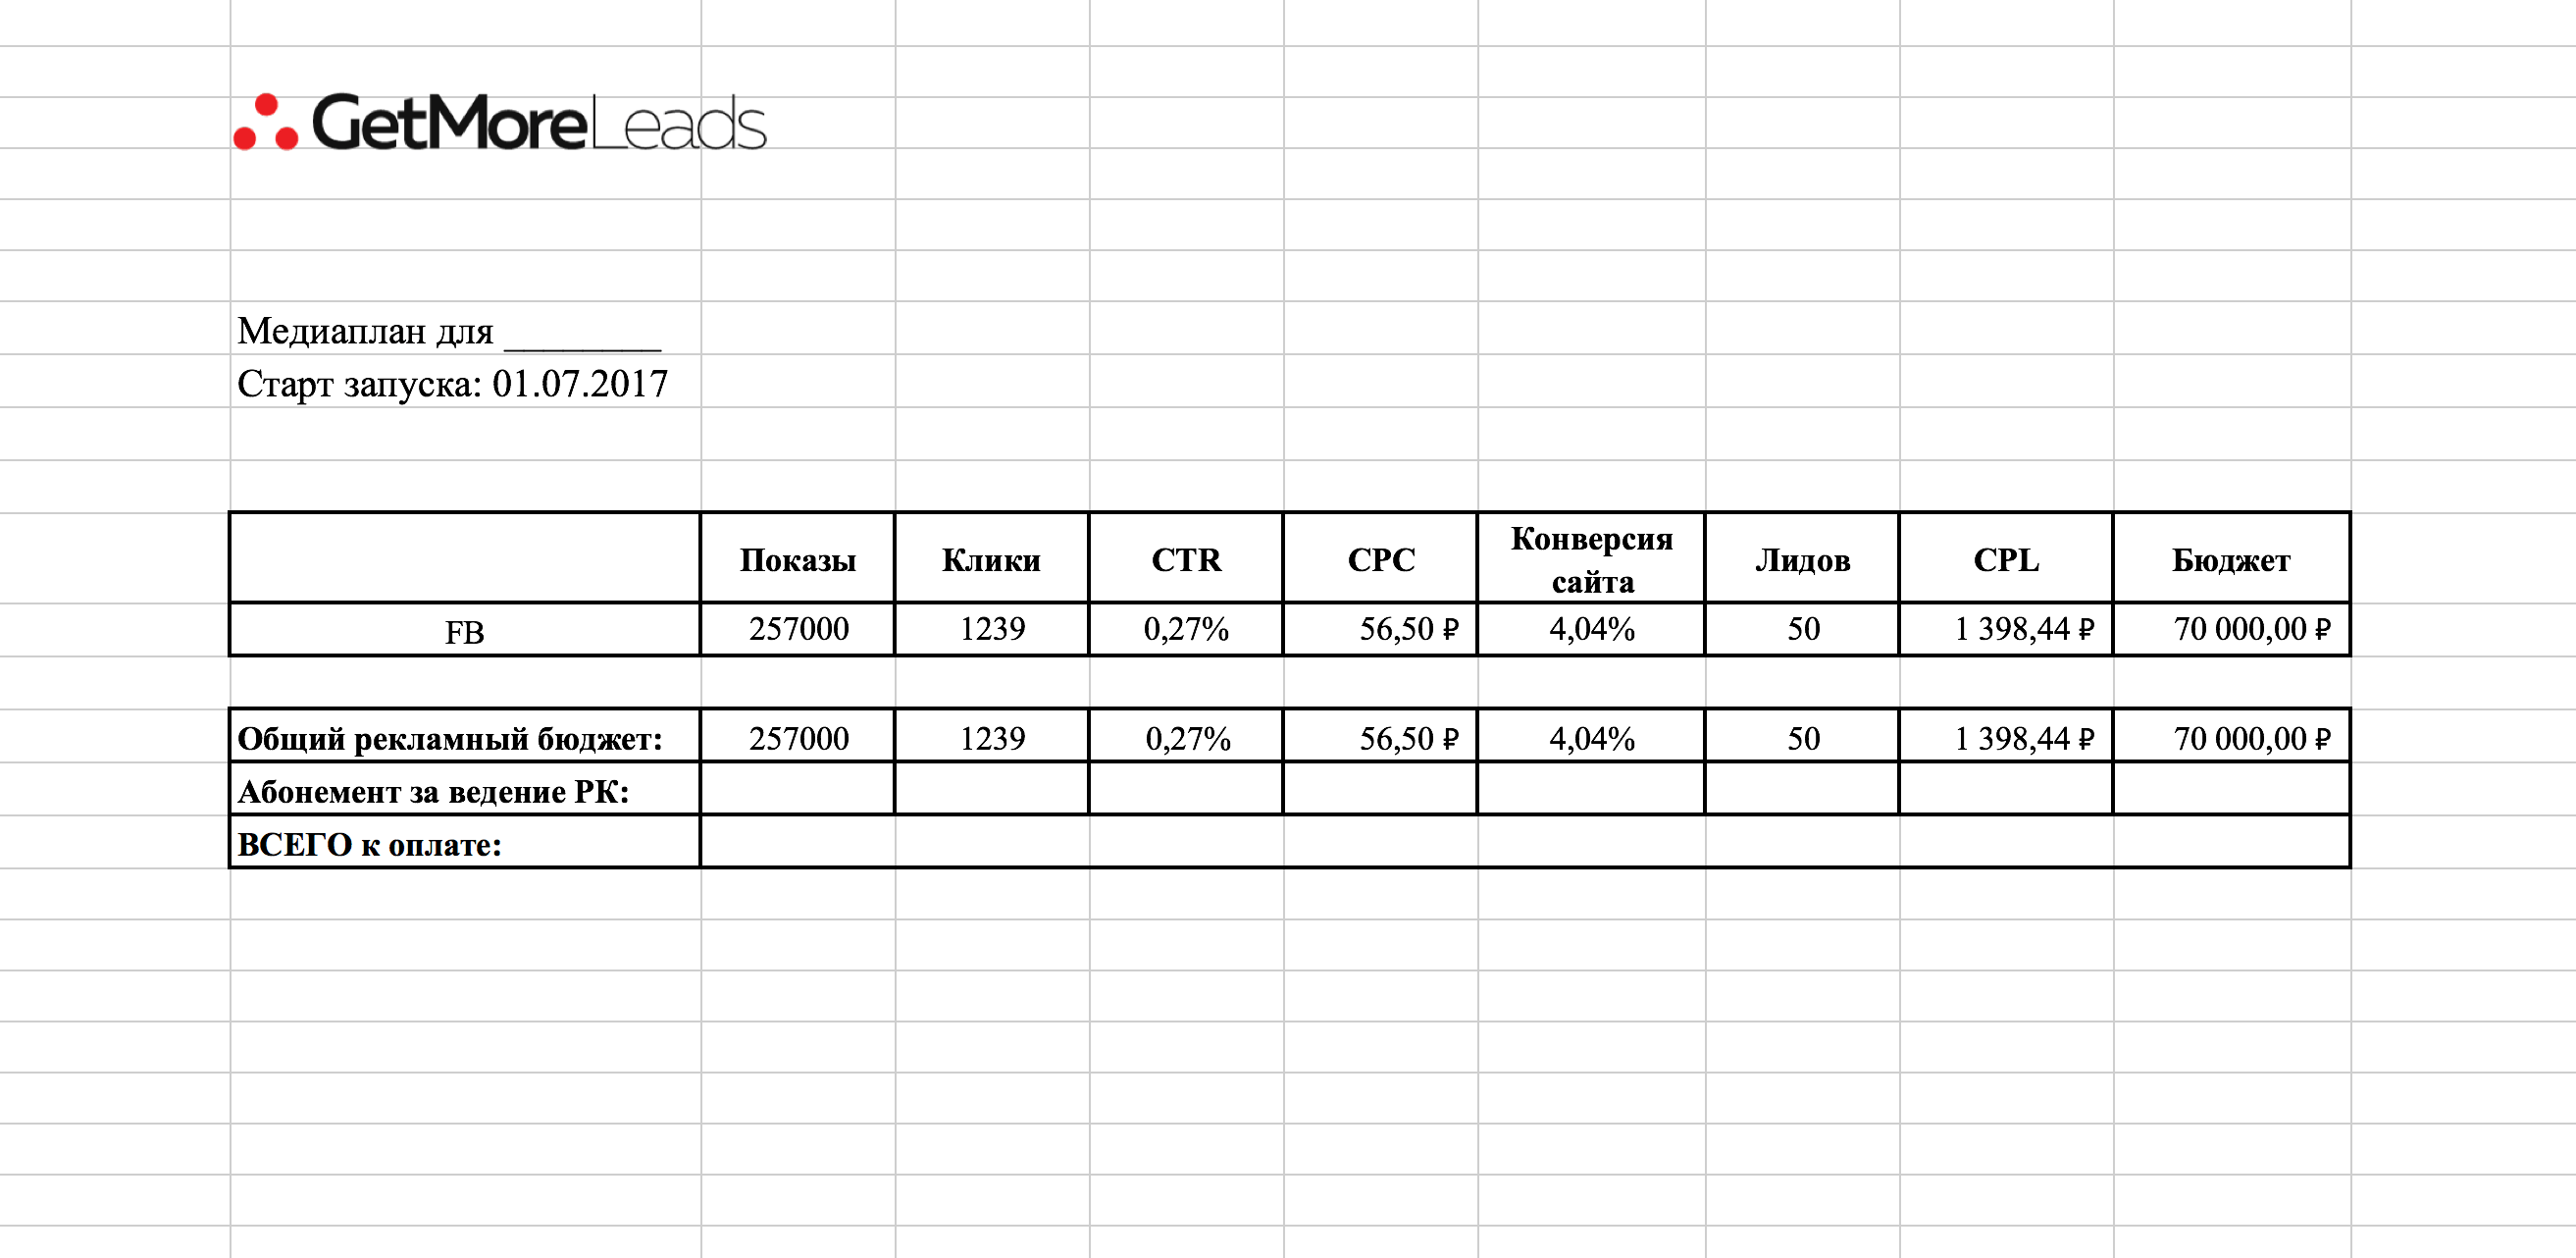 GetMoreLeads
Медиаплан для ________
Старт запуска: 01.07.2017
Показы Клики CTR CPC Конверсия сайта Лидов CPL Бюджет
FB 257000 1239 0,27% 56,50 ₽ 4,04% 50 1 398,44 ₽ 70 000,00 ₽
Общий рекламный бюджет: 257000 1239 0,27% 56,50 ₽ 4,04% 50 1 398,44 ₽ 70 000,00 ₽
Абонемент за ведение РК:
ВСЕГО к оплате: